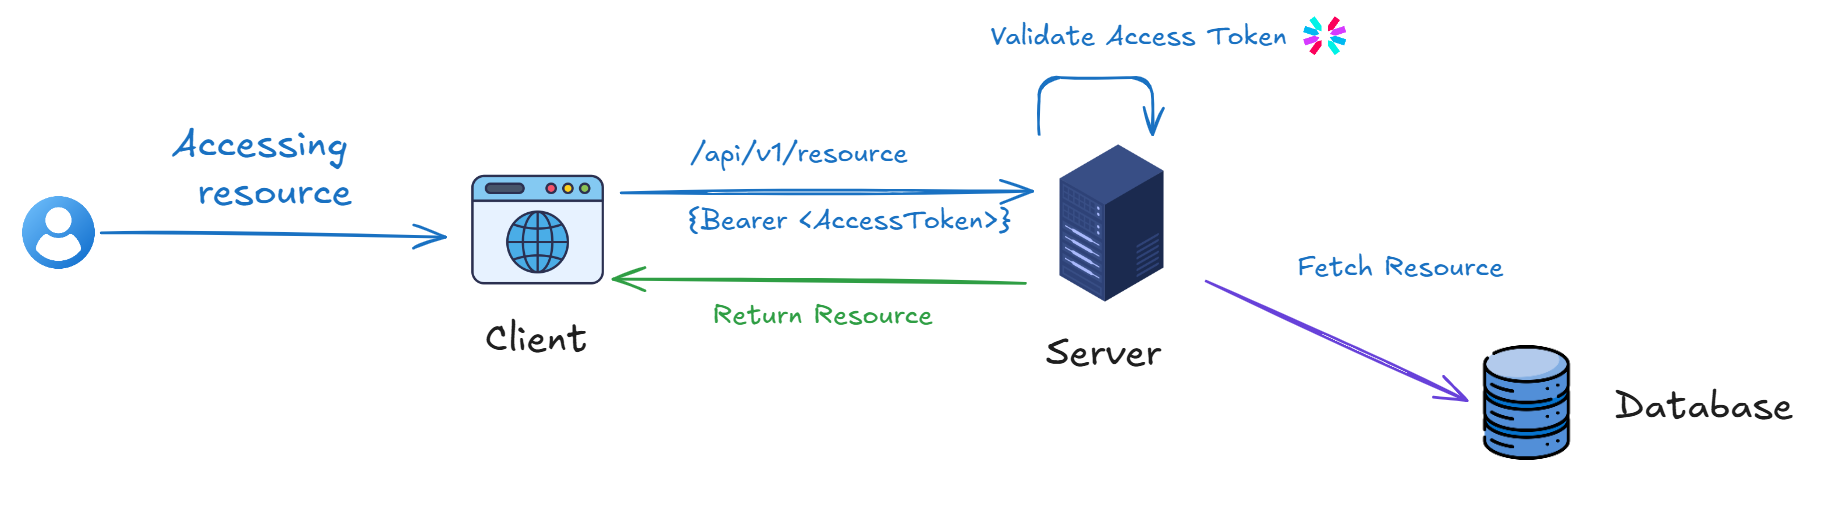 Validate Access Token
Accessing
resource
/api/v1/resource
{Bearer <AccessToken>}
Return Resource
Fetch Resource
Client
Server
Database